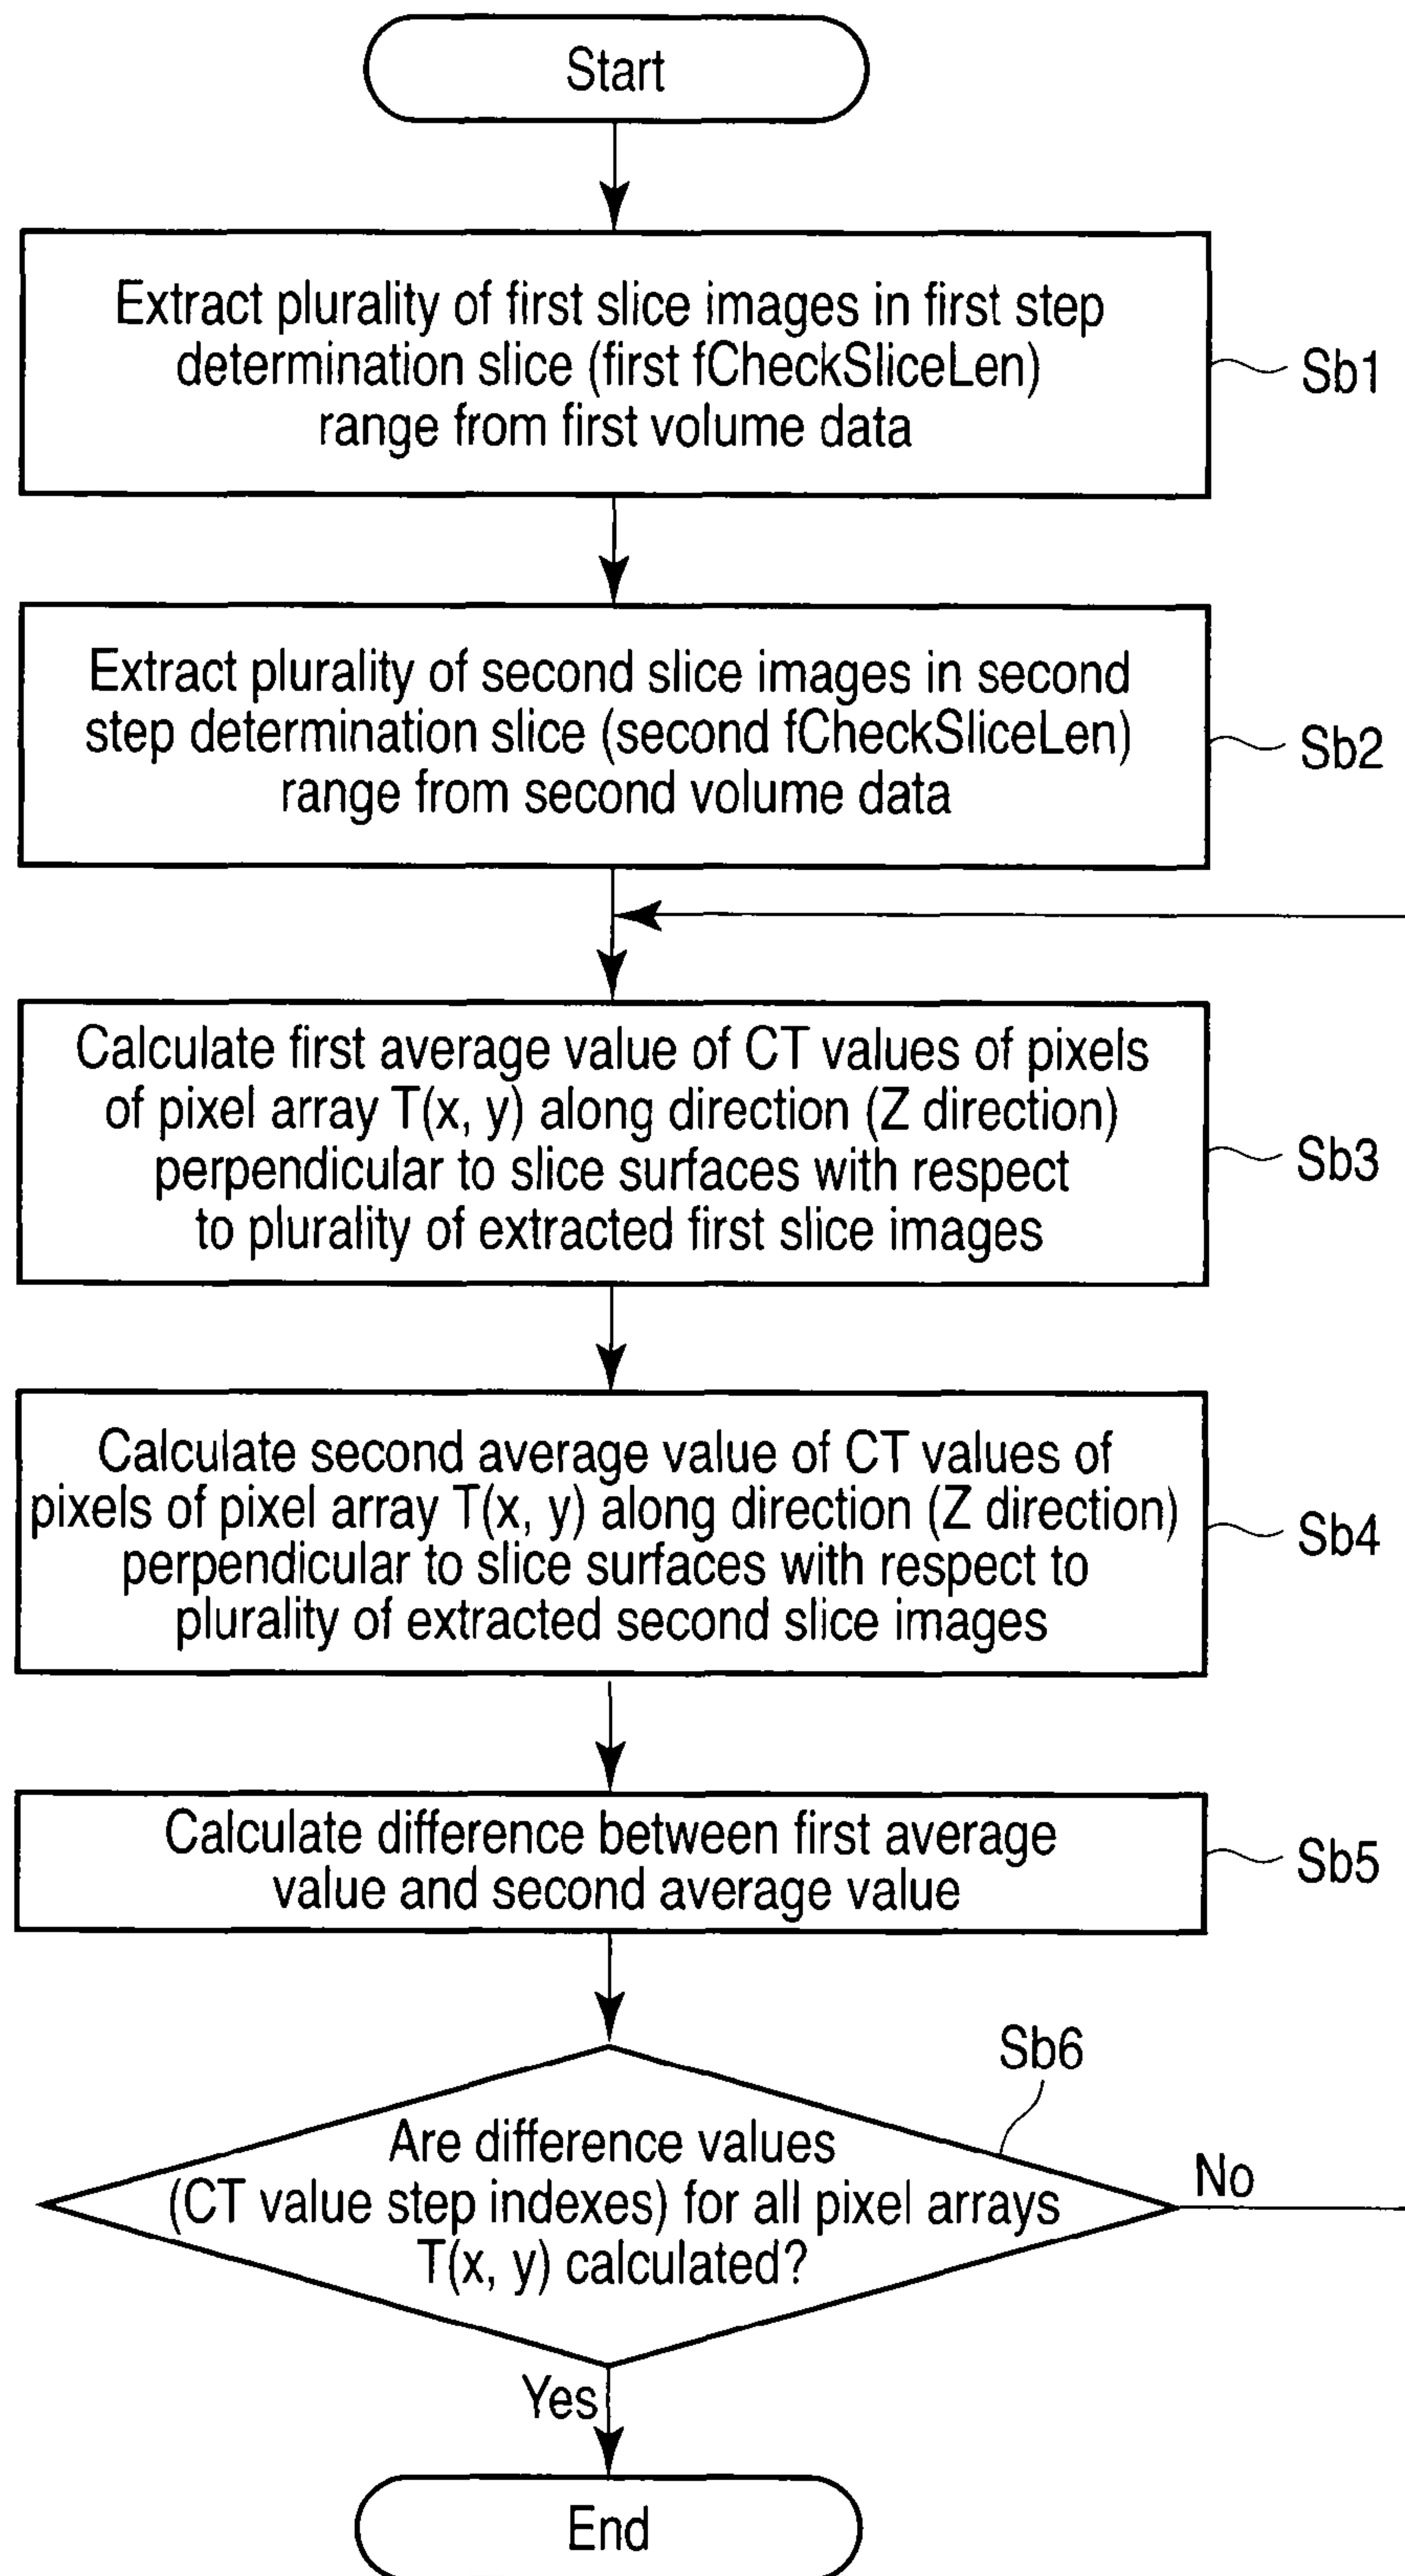 Start
Extract plurality of first slice images in first step
determination slice (first fCheckSliceLen)
range from first volume data
Sb1
Extract plurality of second slice images in second
step determination slice (second fCheckSliceLen)
range from second volume data
Sb2
Calculate first average value of CT values of pixels
of pixel array T(x, y) along direction (Z direction)
perpendicular to slice surfaces with respect
to plurality of extracted first slice images
Sb3
Calculate second average value of CT values of
pixels of pixel array T(x, y) along direction (Z direction)
perpendicular to slice surfaces with respect to
plurality of extracted second slice images
Sb4
Calculate difference between first average
value and second average value
Sb5
Sb6
Are difference values
(CT value step indexes) for all pixel arrays
T(x, y) calculated?
No
Yes
End